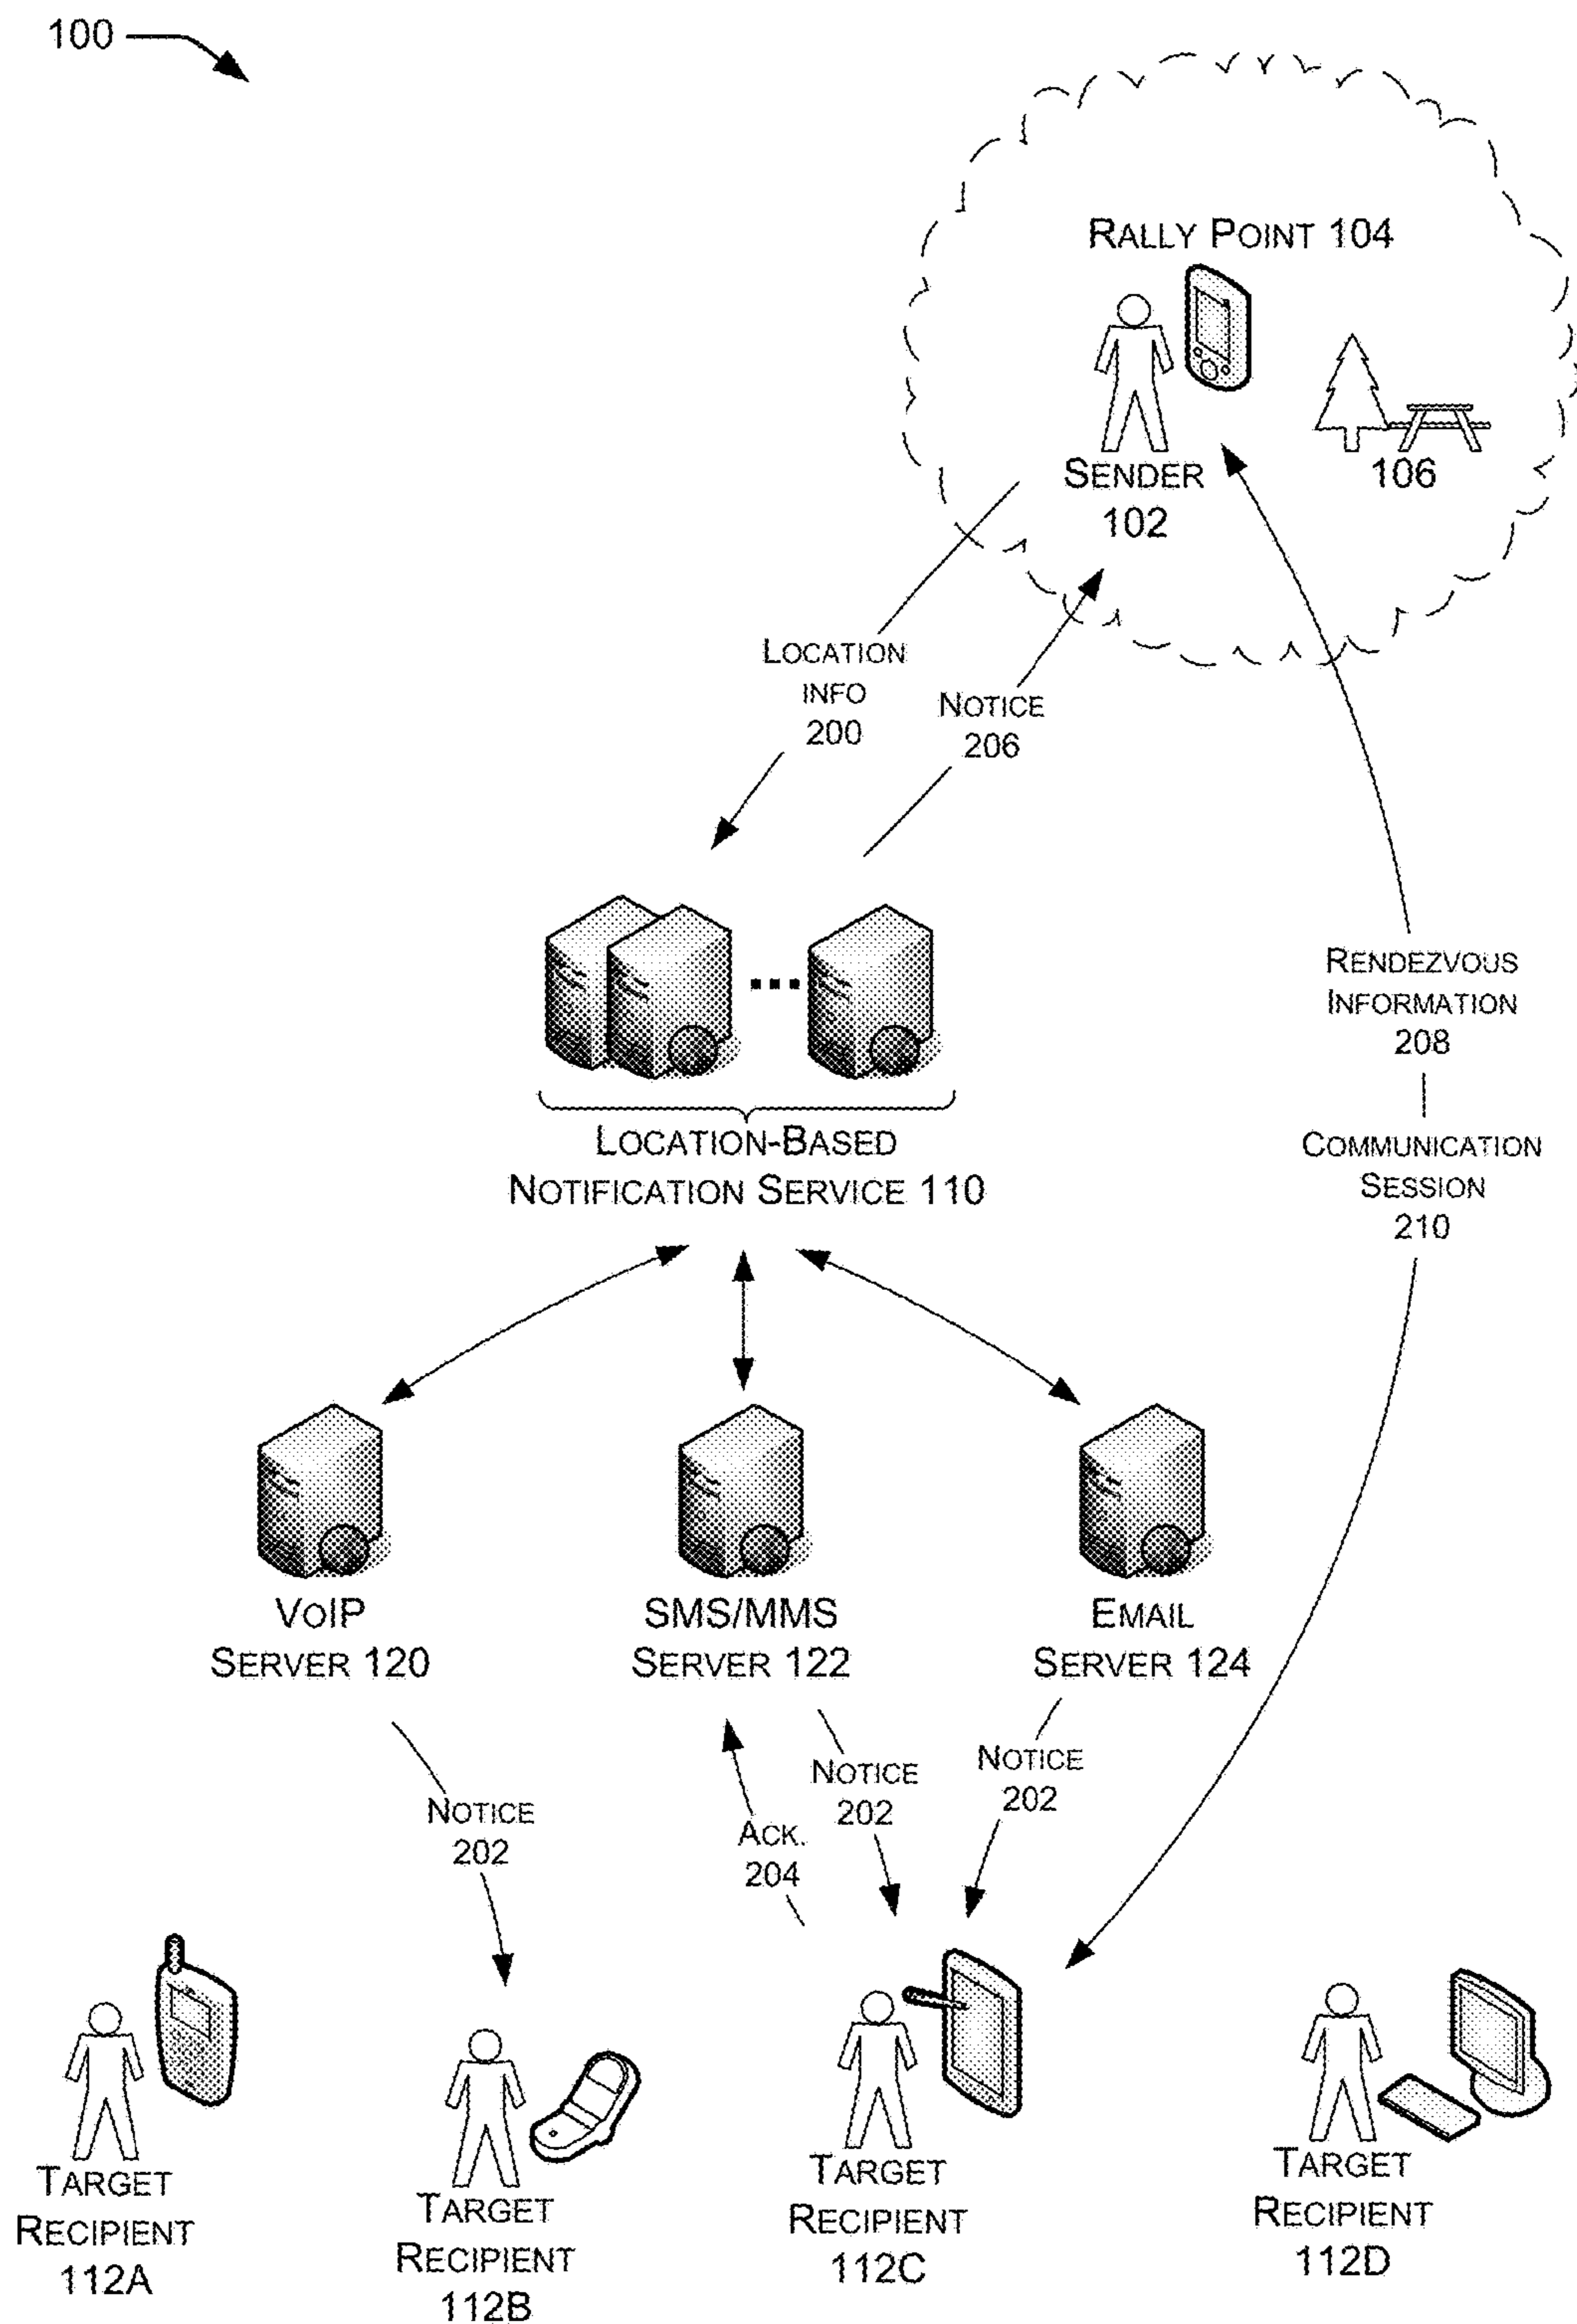 100
RALLY POINT 104
SENDER
102
106
LOCATION
INFO
200
NOTICE
206
RENDEZVOUS
INFORMATION
208
COMMUNICATION
SESSION
210
LOCATION-BASED
NOTIFICATION SERVICE 110
VOIP
SERVER 120
SMS/MMS
SERVER 122
EMAIL
SERVER 124
NOTICE
202
ACK.
204
NOTICE
202
NOTICE
202
TARGET
RECIPIENT
112A
TARGET
RECIPIENT
112B
TARGET
RECIPIENT
112C
TARGET
RECIPIENT
112D